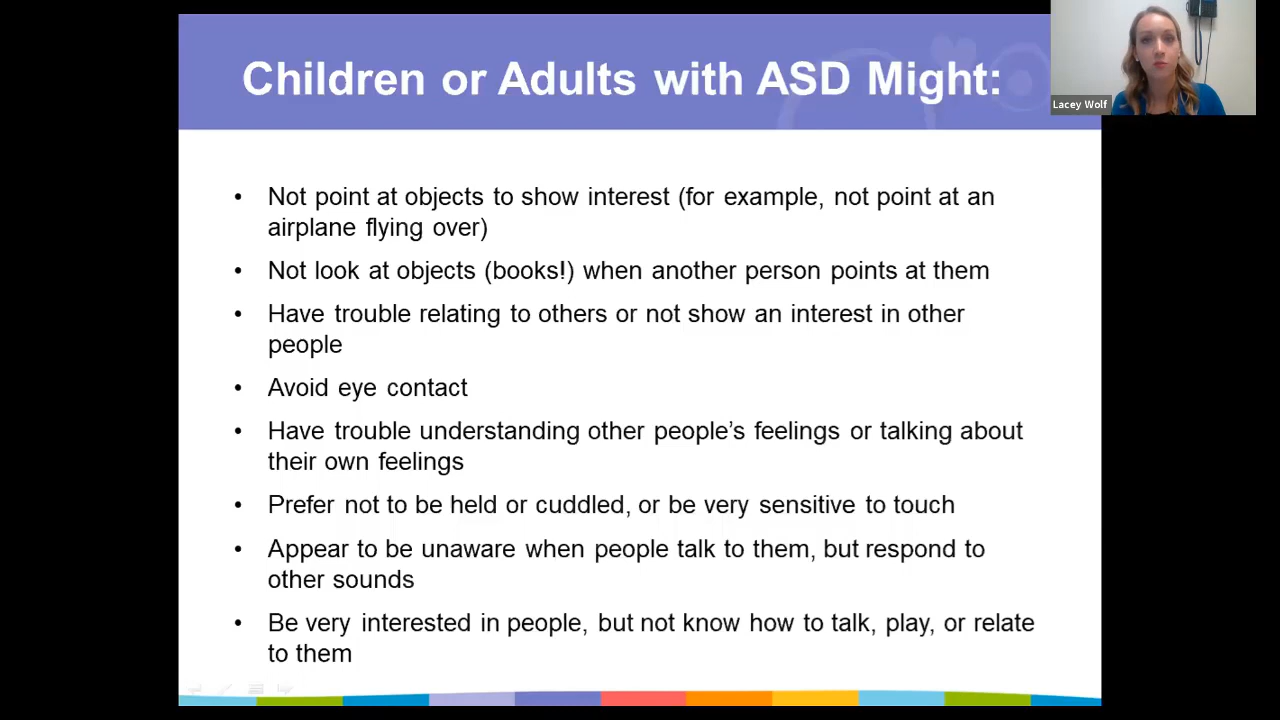 Children or Adults with ASD Might:
Lacey Wolf
• Not point at objects to show interest (for example, not point at an
airplane flying over)
• Not look at objects (books!) when another person points at them
• Have trouble relating to others or not show an interest in other
people
• Avoid eye contact
• Have trouble understanding other people’s feelings or talking about
their own feelings
• Prefer not to be held or cuddled, or be very sensitive to touch
• Appear to be unaware when people talk to them, but respond to
other sounds
• Be very interested in people, but not know how to talk, play, or relate
to them